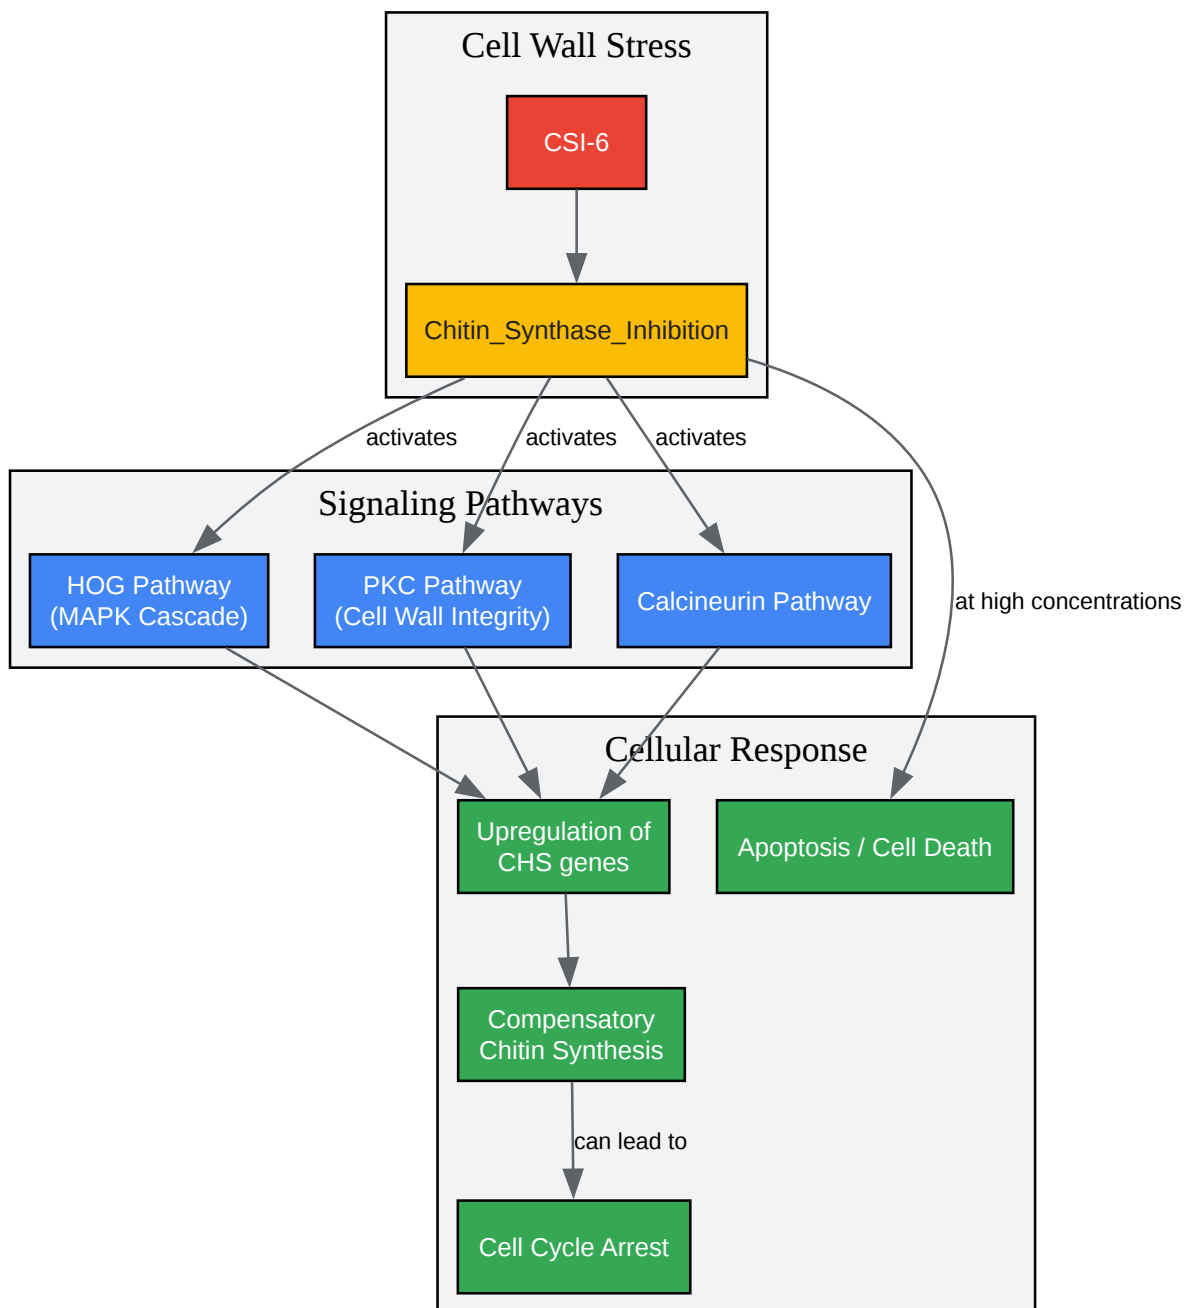 Cell Wall Stress
CSI-6
Chitin_Synthase_Inhibition
activates
activates
activates
Signaling Pathways
HOG Pathway
(MAPK Cascade)
PKC Pathway
(Cell Wall Integrity)
Calcineurin Pathway
at high concentrations
Cellular Response
Upregulation of
CHS genes
Apoptosis / Cell Death
Compensatory
Chitin Synthesis
can lead to
Cell Cycle Arrest